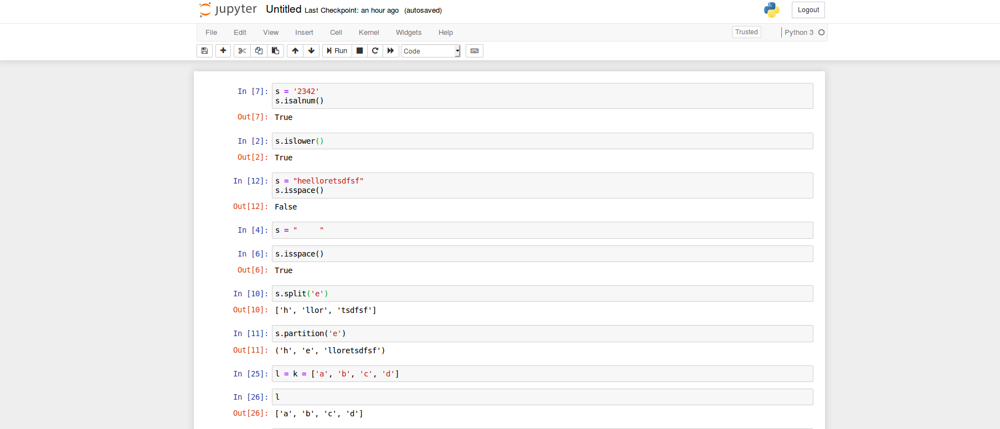 jupyter Untitled Last Checkpoint: an hour ago (autosaved) Logout
File Edit View Insert Cell Kernel Widgets Help Trusted Python 3
Run Code
In [7]: s = '2342'
s.isalnum()
Out[7]: True
In [2]: s.islower()
Out[2]: True
In [12]: s = "heelloretsdfsf"
s.isspace()
Out[12]: False
In [4]: s = "     "
In [6]: s.isspace()
Out[6]: True
In [10]: s.split('e')
Out[10]: ['h', 'llor', 'tsdfsf']
In [11]: s.partition('e')
Out[11]: ('h', 'e', 'lloretsdfsf')
In [25]: l = k = ['a', 'b', 'c', 'd']
In [26]: l
Out[26]: ['a', 'b', 'c', 'd']